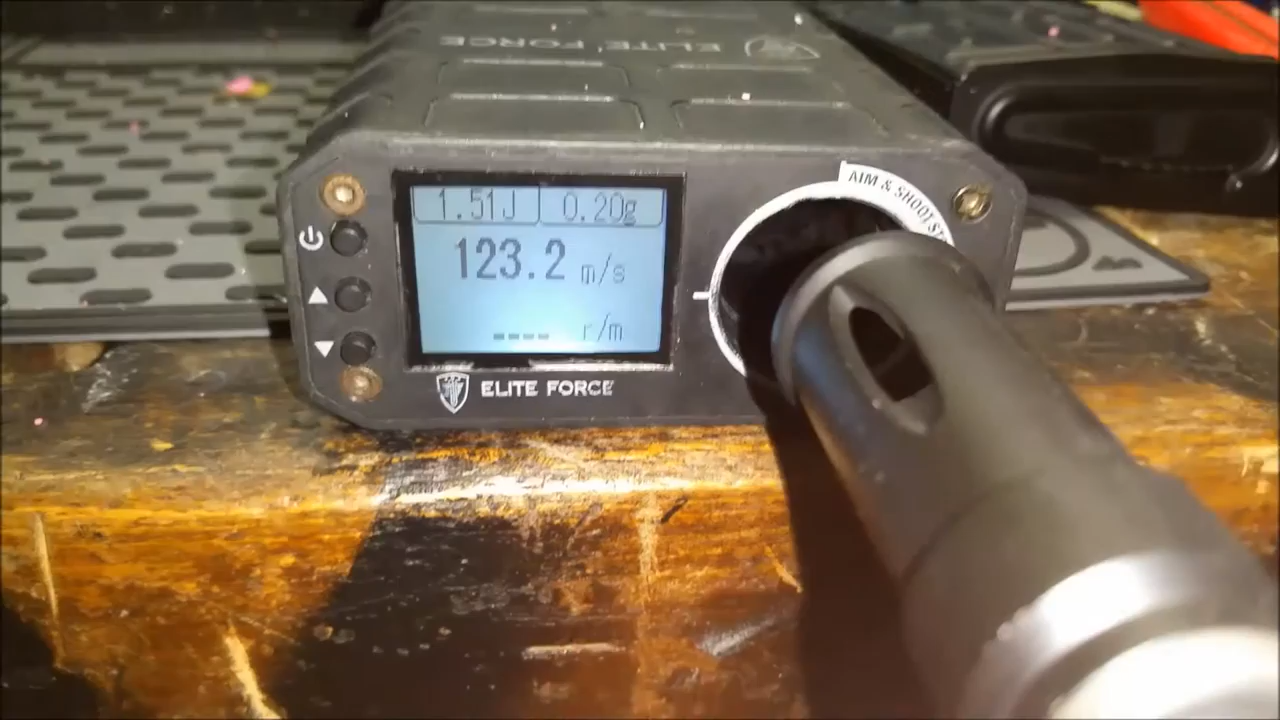 ELITE FORCE
AIM & SHOOT
1.51J 0.20g
123.2 m/s
---- r/m
ELITE FORCE